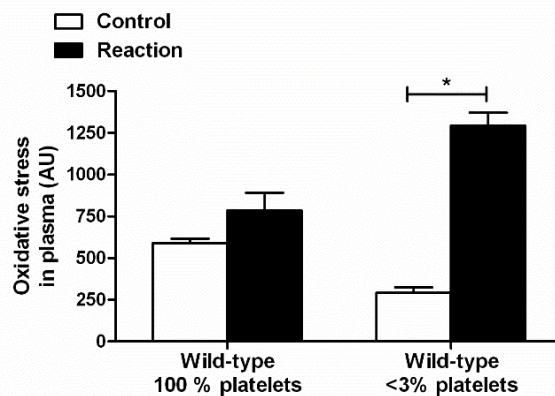 Control
Reaction
Oxidative stress
in plasma (AU)
1500
1250
1000
750
500
250
0
*
Wild-type
100 % platelets
Wild-type
<3% platelets